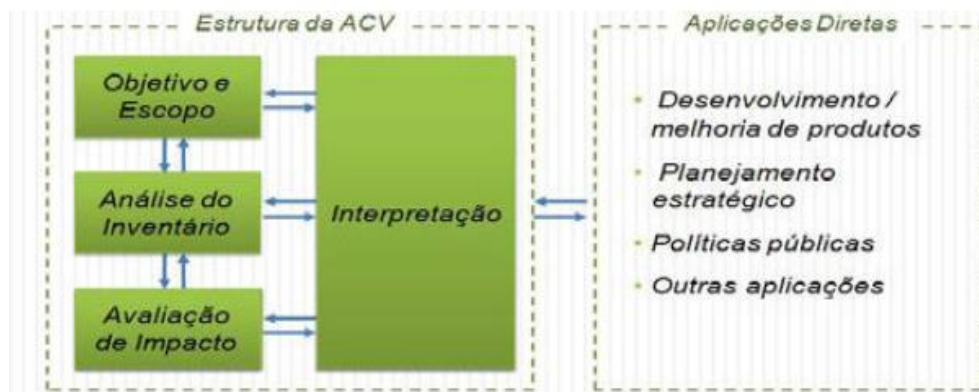 Estrutura da ACV
Objetivo e
Escopo
Análise do
Inventário
Avaliação
de Impacto
Interpretação
Aplicações Diretas
• Desenvolvimento /
melhoria de produtos
• Planejamento
estratégico
• Políticas públicas
• Outras aplicações